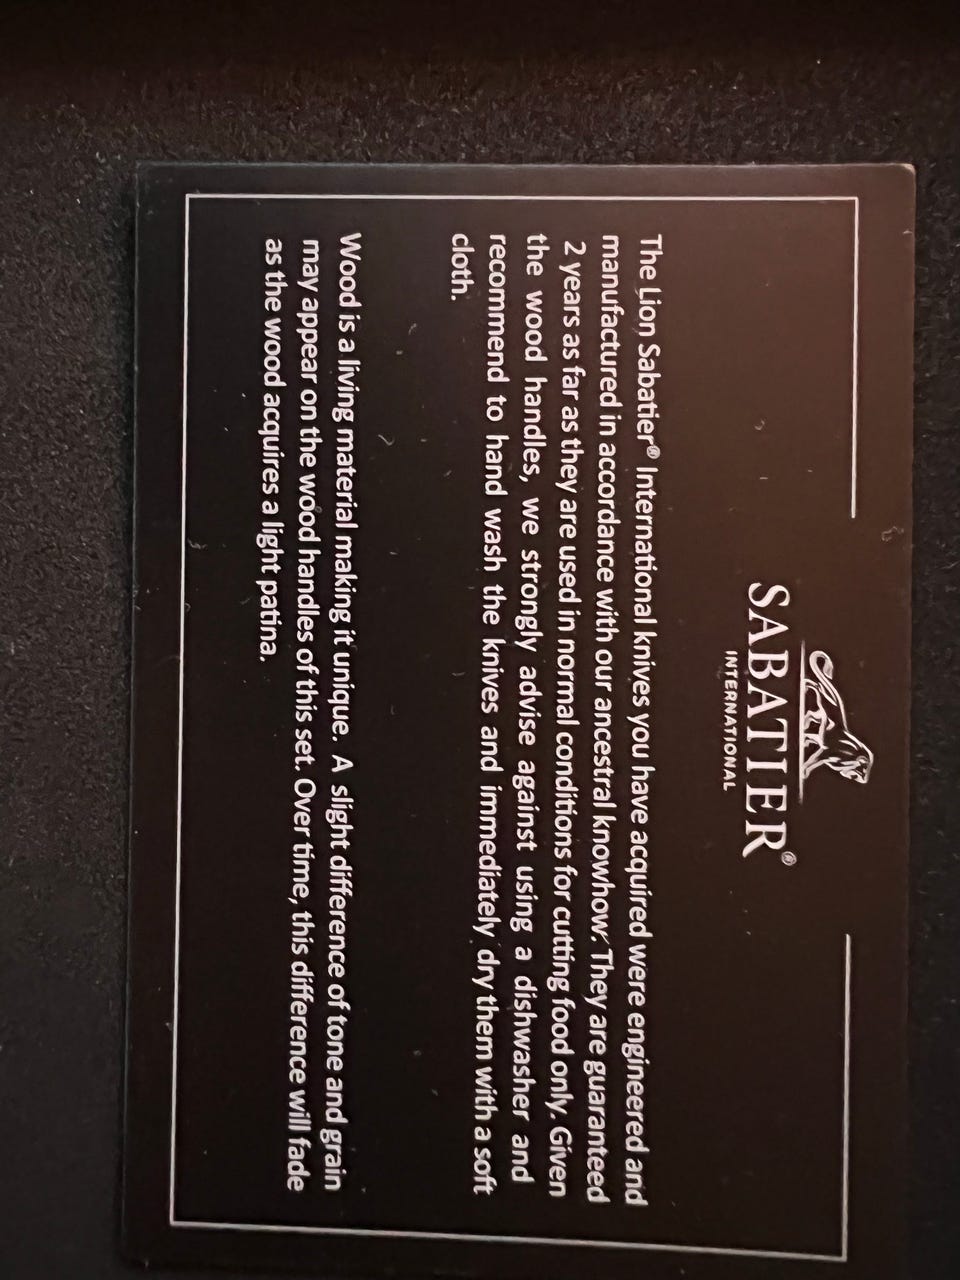 SABATIER®
INTERNATIONAL
The Lion Sabatier® International knives you have acquired were engineered and
manufactured in accordance with our ancestral knowhow. They are guaranteed
2 years as far as they are used in normal conditions for cutting food only. Given
the wood handles, we strongly advise against using a dishwasher and
recommend to hand wash the knives and immediately dry them with a soft
cloth.
Wood is a living material making it unique. A slight difference of tone and grain
may appear on the wood handles of this set. Over time, this difference will fade
as the wood acquires a light patina.